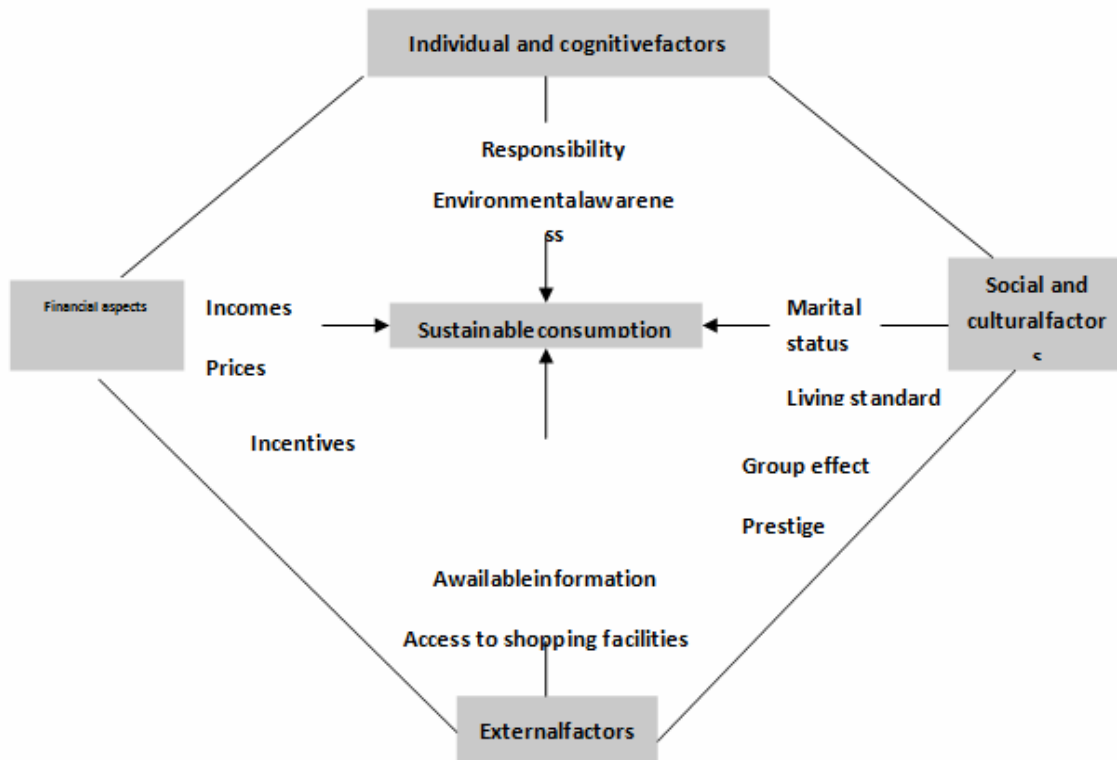 Individual and cognitivefactors
Responsibility
Environmentalawarene
ss
Financial aspects
Incomes
Prices
Incentives
Sustainableconsumption
Marital
status
Living standard
Group effect
Prestige
Social and
culturalfactor
s
Awailableinformation
Access to shopping facilities
Externalfactors